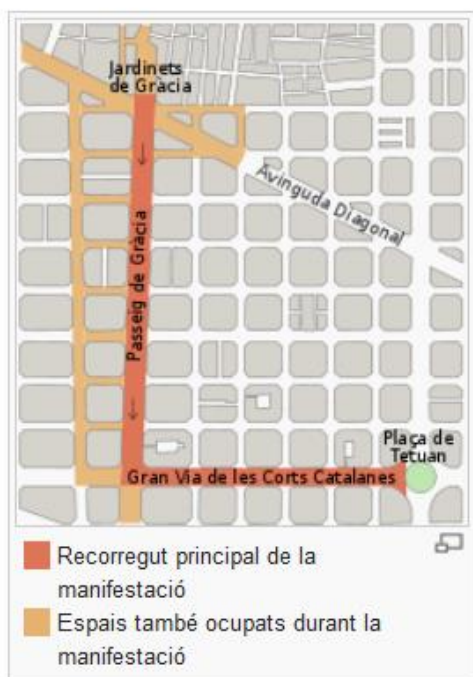 Jardinets
de Gràcia
Avinguda Diagonal
Passeig de Gràcia
Plaça de
Tetuan
Gran Via de les Corts Catalanes
Recorregut principal de la
manifestació
Espais també ocupats durant la
manifestació